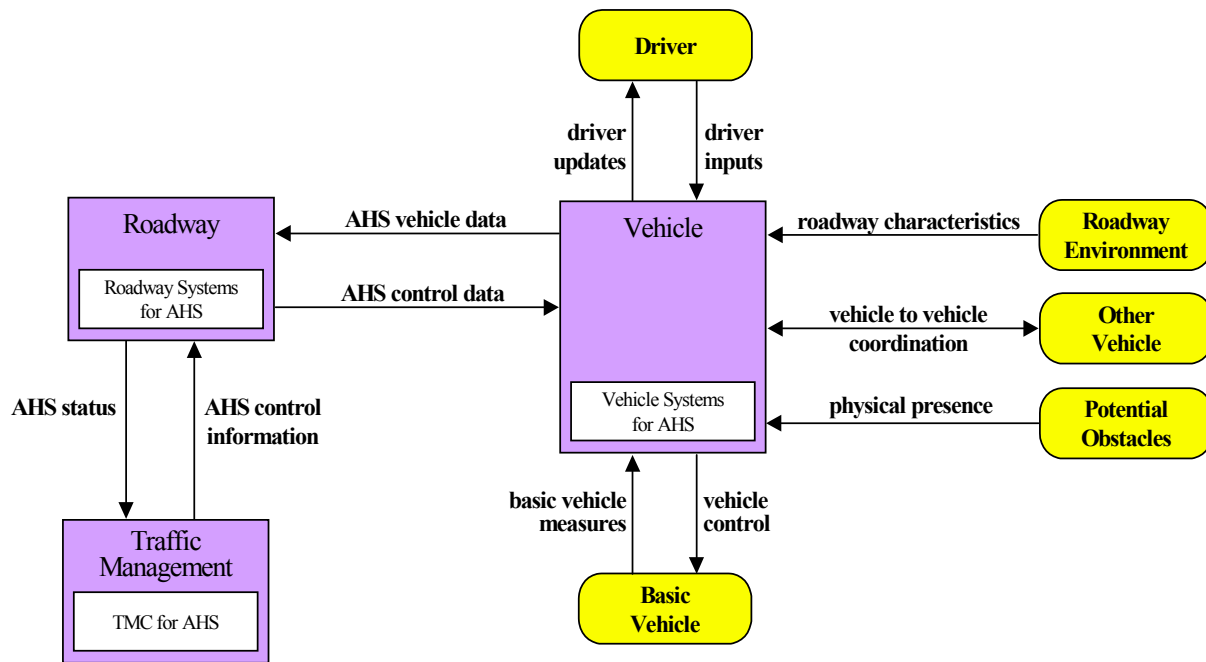 Driver
driver
updates
driver
inputs
Roadway
AHS vehicle data
Vehicle
roadway characteristics
Roadway
Environment
Roadway Systems
for AHS
AHS control data
vehicle to vehicle
coordination
Other
Vehicle
AHS status
AHS control
information
Vehicle Systems
for AHS
physical presence
Potential
Obstacles
basic vehicle
measures
vehicle
control
Traffic
Management
TMC for AHS
Basic
Vehicle